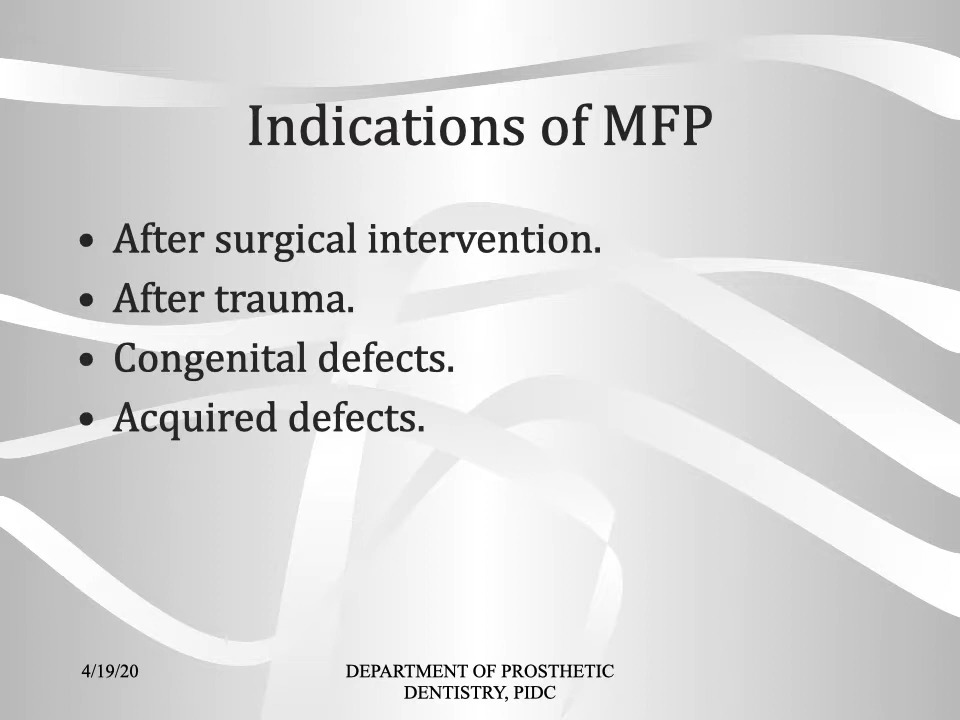 Indications of MFP
• After surgical intervention.
• After trauma.
• Congenital defects.
• Acquired defects.
4/19/20
DEPARTMENT OF PROSTHETIC
DENTISTRY, PIDC